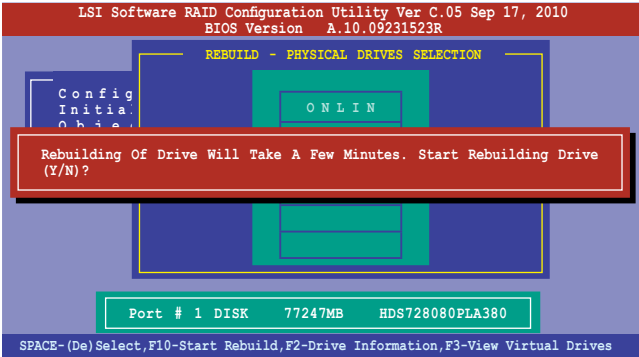 LSI Software RAID Configuration Utility Ver C.05 Sep 17, 2010
BIOS Version A.10.09231523R
REBUILD - PHYSICAL DRIVES SELECTION
Config
Initia
Obje
ONLIN
Rebuilding Of Drive Will Take A Few Minutes. Start Rebuilding Drive
(Y/N)?
Port # 1 DISK 77247MB HDS728080PLA380
SPACE-(De)Select,F10-Start Rebuild,F2-Drive Information,F3-View Virtual Drives